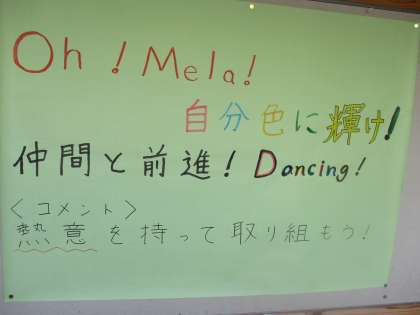 Oh! Mela!
自分色に輝け!
仲間と前進! Dancing!
<コメント>
熱意を持って取り組もう!